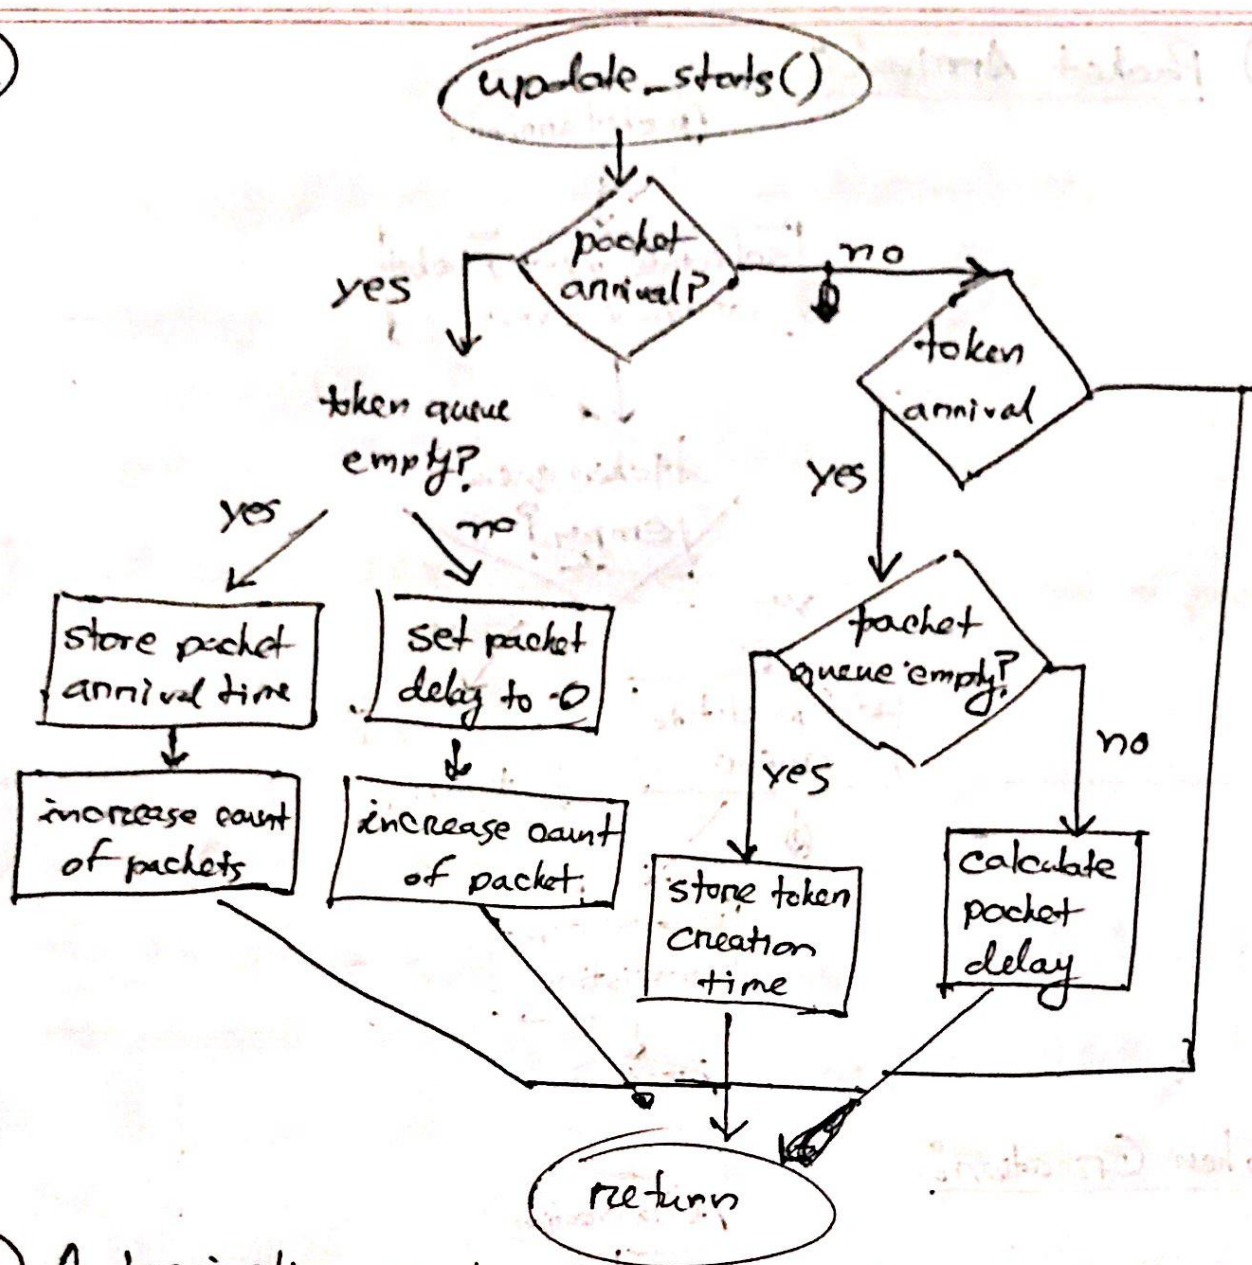 update_stats()
packet
arrival?
yes
no
token
arrival
token queue
empty?
yes
no
yes
store packet
arrival time
set packet
delay to 0
packet
queue empty?
increase count
of packets
increase count
of packet
yes
no
store token
creation
time
calculate
packet
delay
return